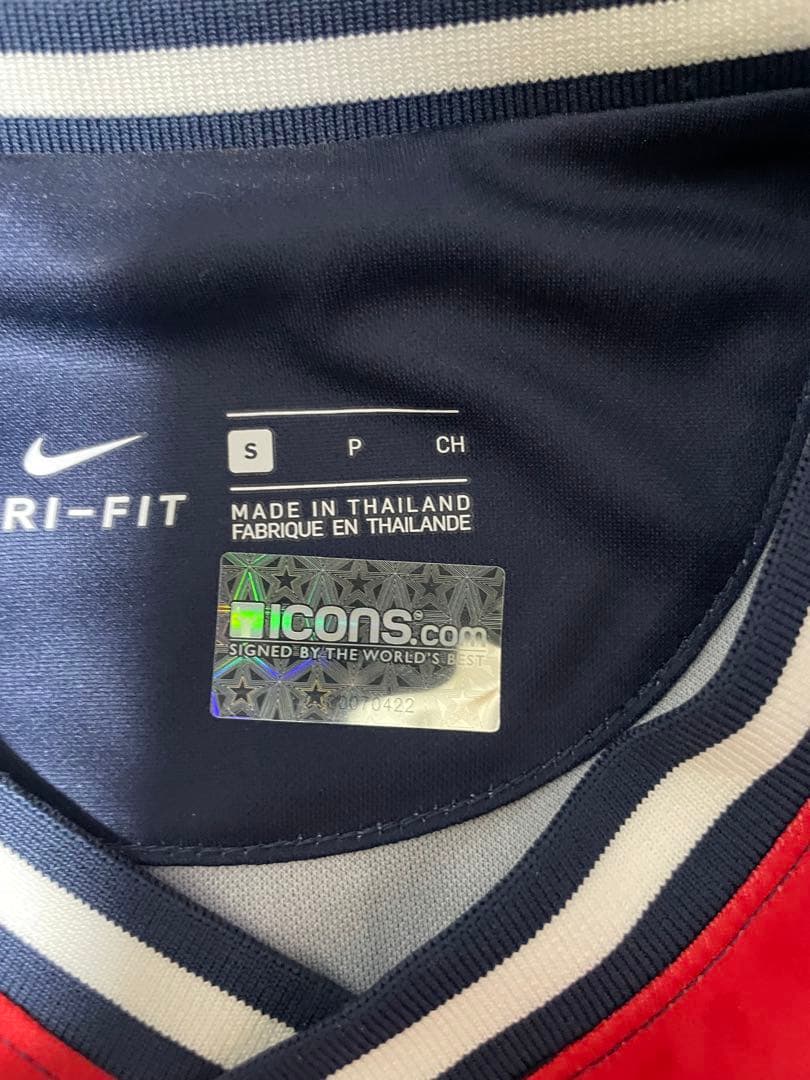 S P CH
RI-FIT
MADE IN THAILAND
FABRIQUE EN THAILANDE
ICONS.com
SIGNED BY THE WORLD'S BEST
0070422